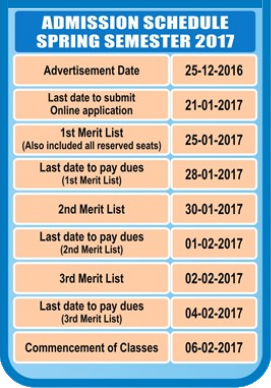 ADMISSION SCHEDULE
SPRING SEMESTER 2017
Advertisement Date 25-12-2016
Last date to submit
Online application 21-01-2017
1st Merit List
(Also included all reserved seats) 25-01-2017
Last date to pay dues
(1st Merit List) 28-01-2017
2nd Merit List 30-01-2017
Last date to pay dues
(2nd Merit List) 01-02-2017
3rd Merit List 02-02-2017
Last date to pay dues
(3rd Merit List) 04-02-2017
Commencement of Classes 06-02-2017